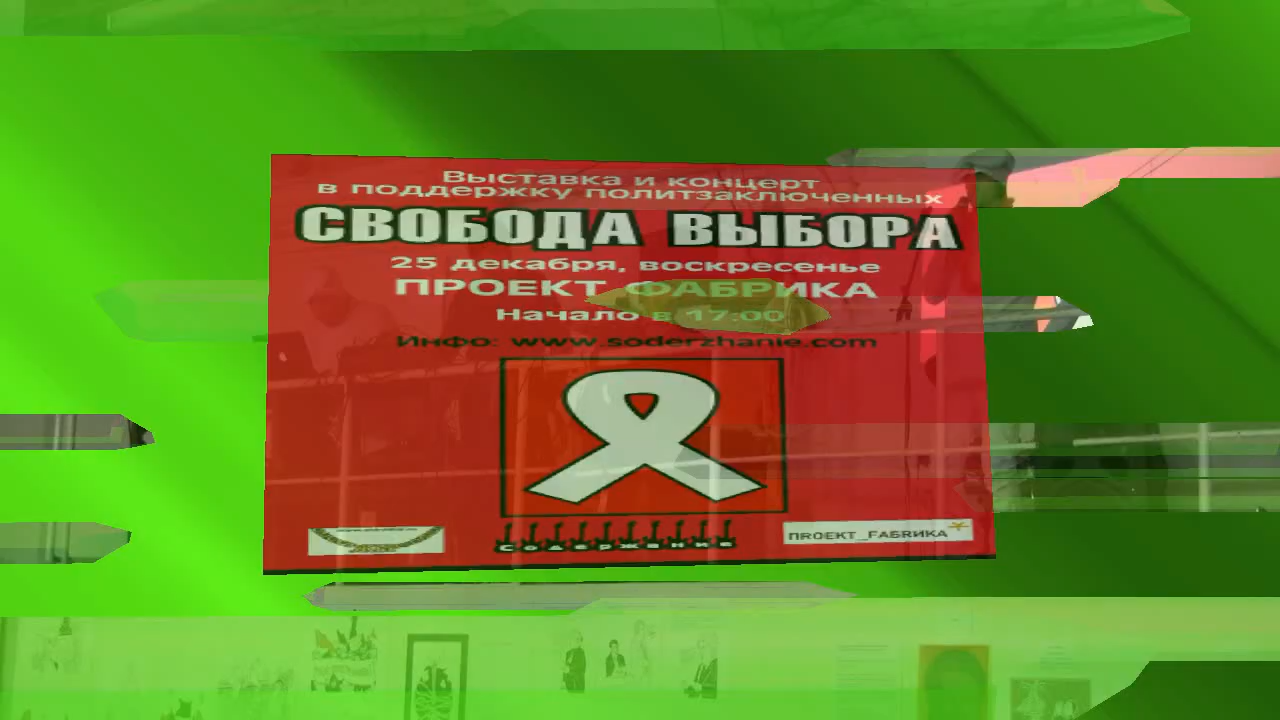 Выставка и концерт
в поддержку политзаключенных
СВОБОДА ВЫБОРА
25 декабря, воскресенье
ПРОЕКТ ФАБРИКА
Начало в 17:00
Инфо: www.soderzhanie.com
Содержание
ПROEKT_FАБRИКА